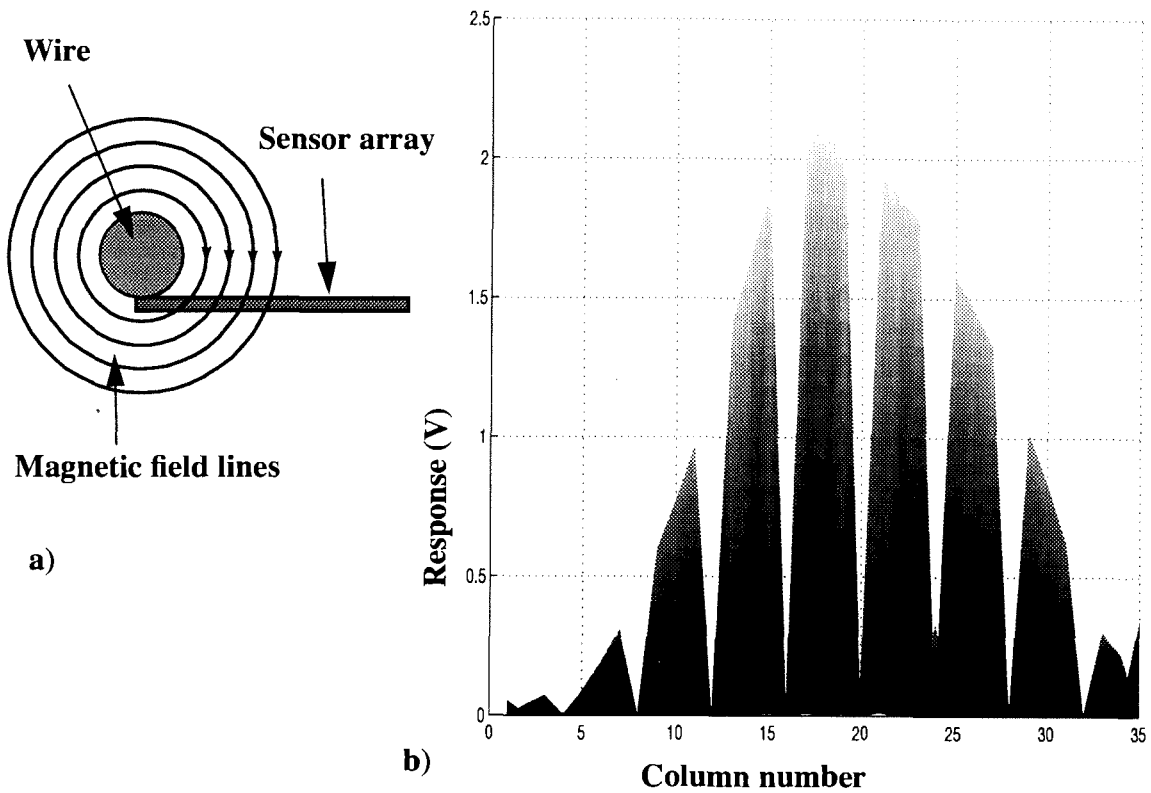 Wire
Sensor array
Magnetic field lines
a)
2.5
2
1.5
1
0.5
0
Response (V)
0 5 10 15 20 25 30 35
Column number
b)